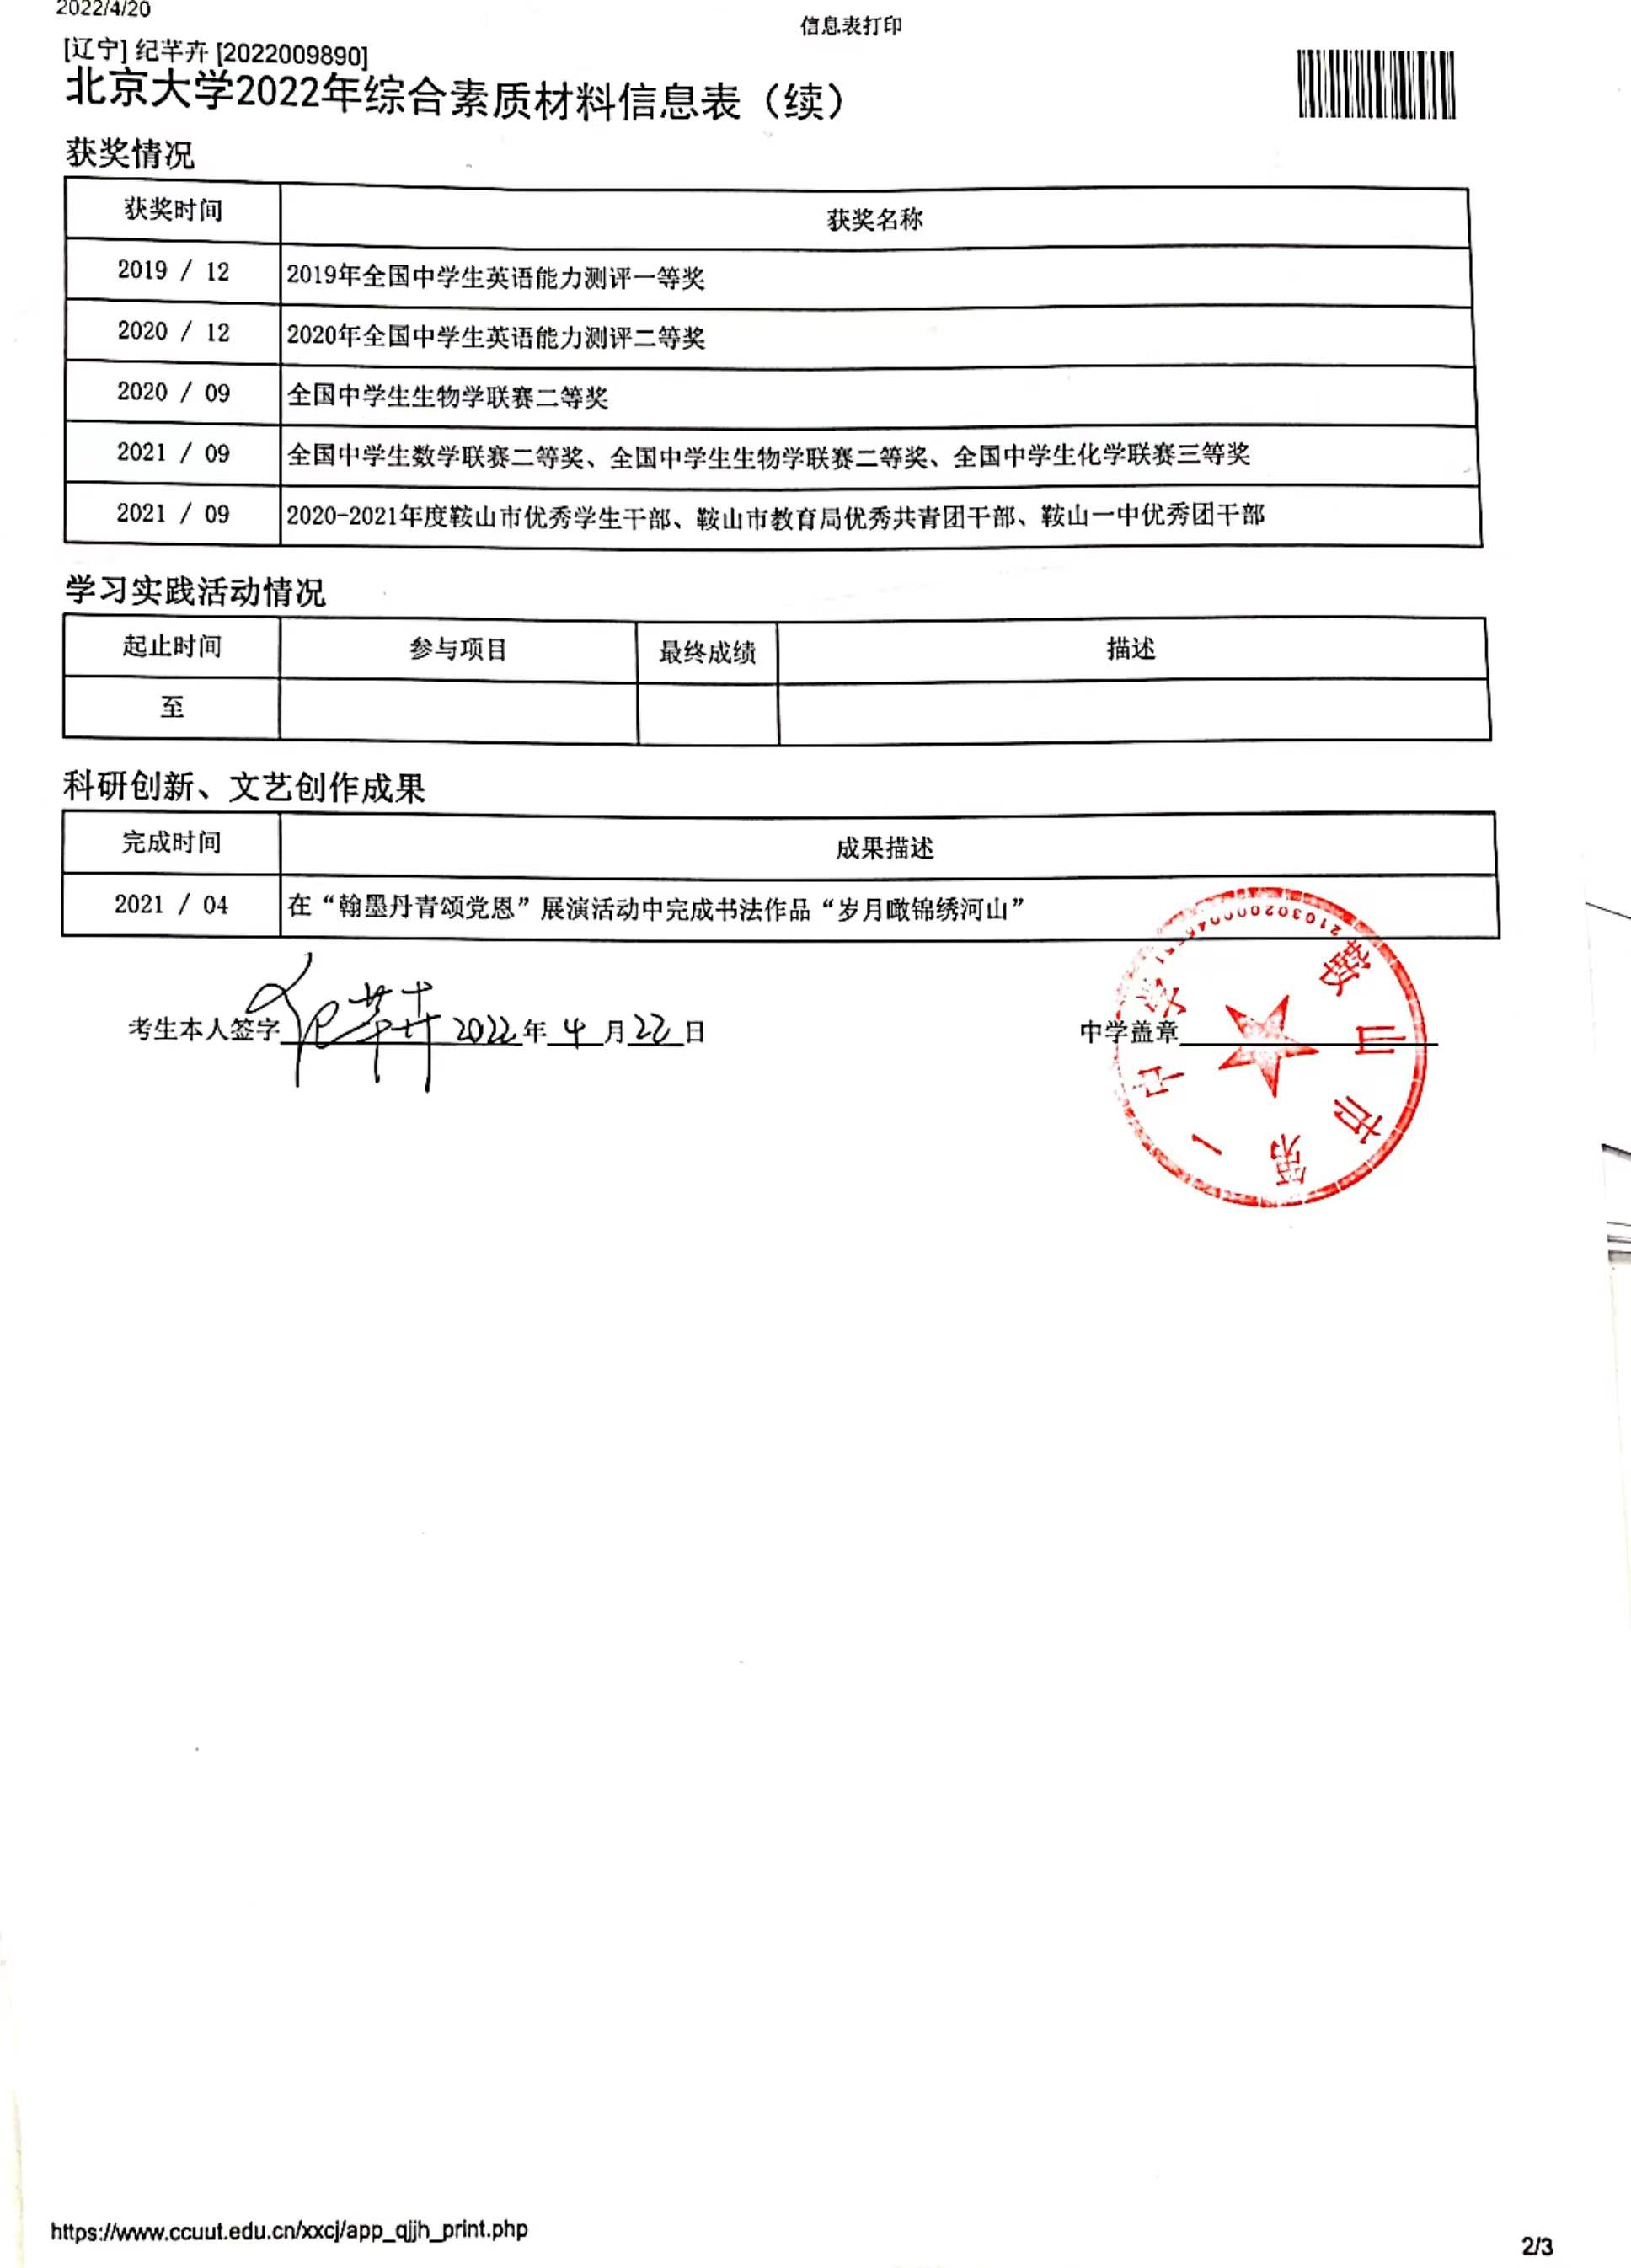 2022/4/20
信息表打印
[辽宁] 纪芊卉 [2022009890]
北京大学2022年综合素质材料信息表（续）
获奖情况
获奖时间 获奖名称
2019 / 12 2019年全国中学生英语能力测评一等奖
2020 / 12 2020年全国中学生英语能力测评二等奖
2020 / 09 全国中学生生物学联赛二等奖
2021 / 09 全国中学生数学联赛二等奖、全国中学生生物学联赛二等奖、全国中学生化学联赛三等奖
2021 / 09 2020-2021年度鞍山市优秀学生干部、鞍山市教育局优秀共青团干部、鞍山一中优秀团干部
学习实践活动情况
起止时间 参与项目 最终成绩 描述
至
科研创新、文艺创作成果
完成时间 成果描述
2021 / 04 在“翰墨丹青颂党恩”展演活动中完成书法作品“岁月瞰锦绣河山”
考生本人签字 纪芊卉 2022年 4 月 22 日
中学盖章
鞍山市第一中学
https://www.ccuut.edu.cn/xxcj/app_qjjh_print.php
2/3